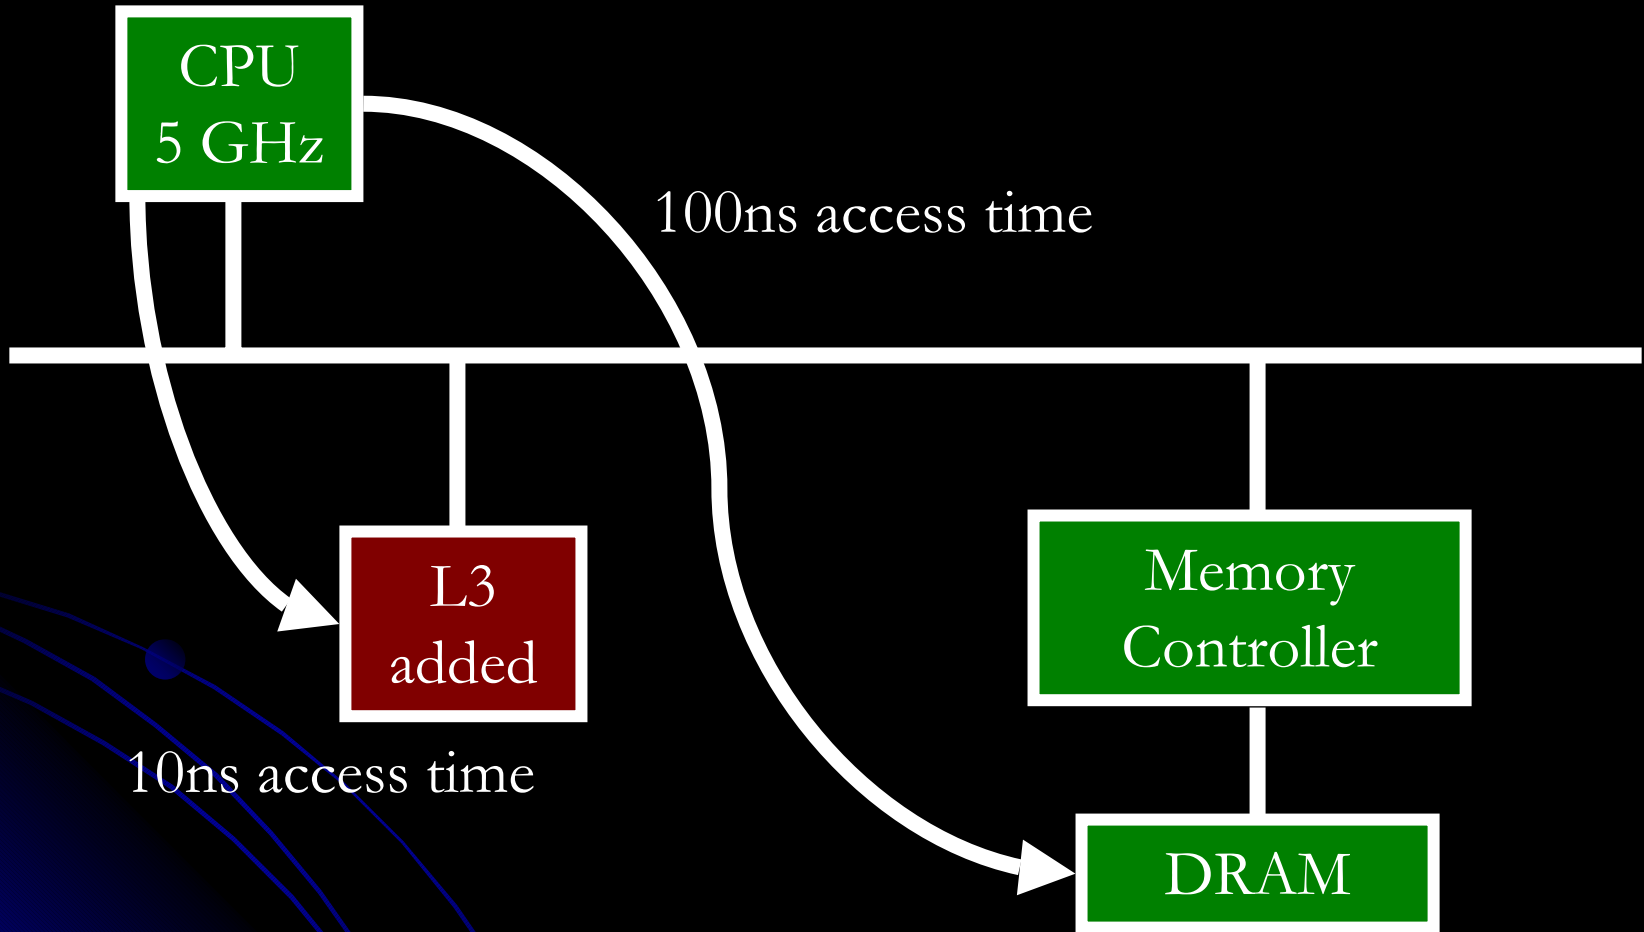 CPU
5 GHz
100ns access time
L3
added
10ns access time
Memory
Controller
DRAM